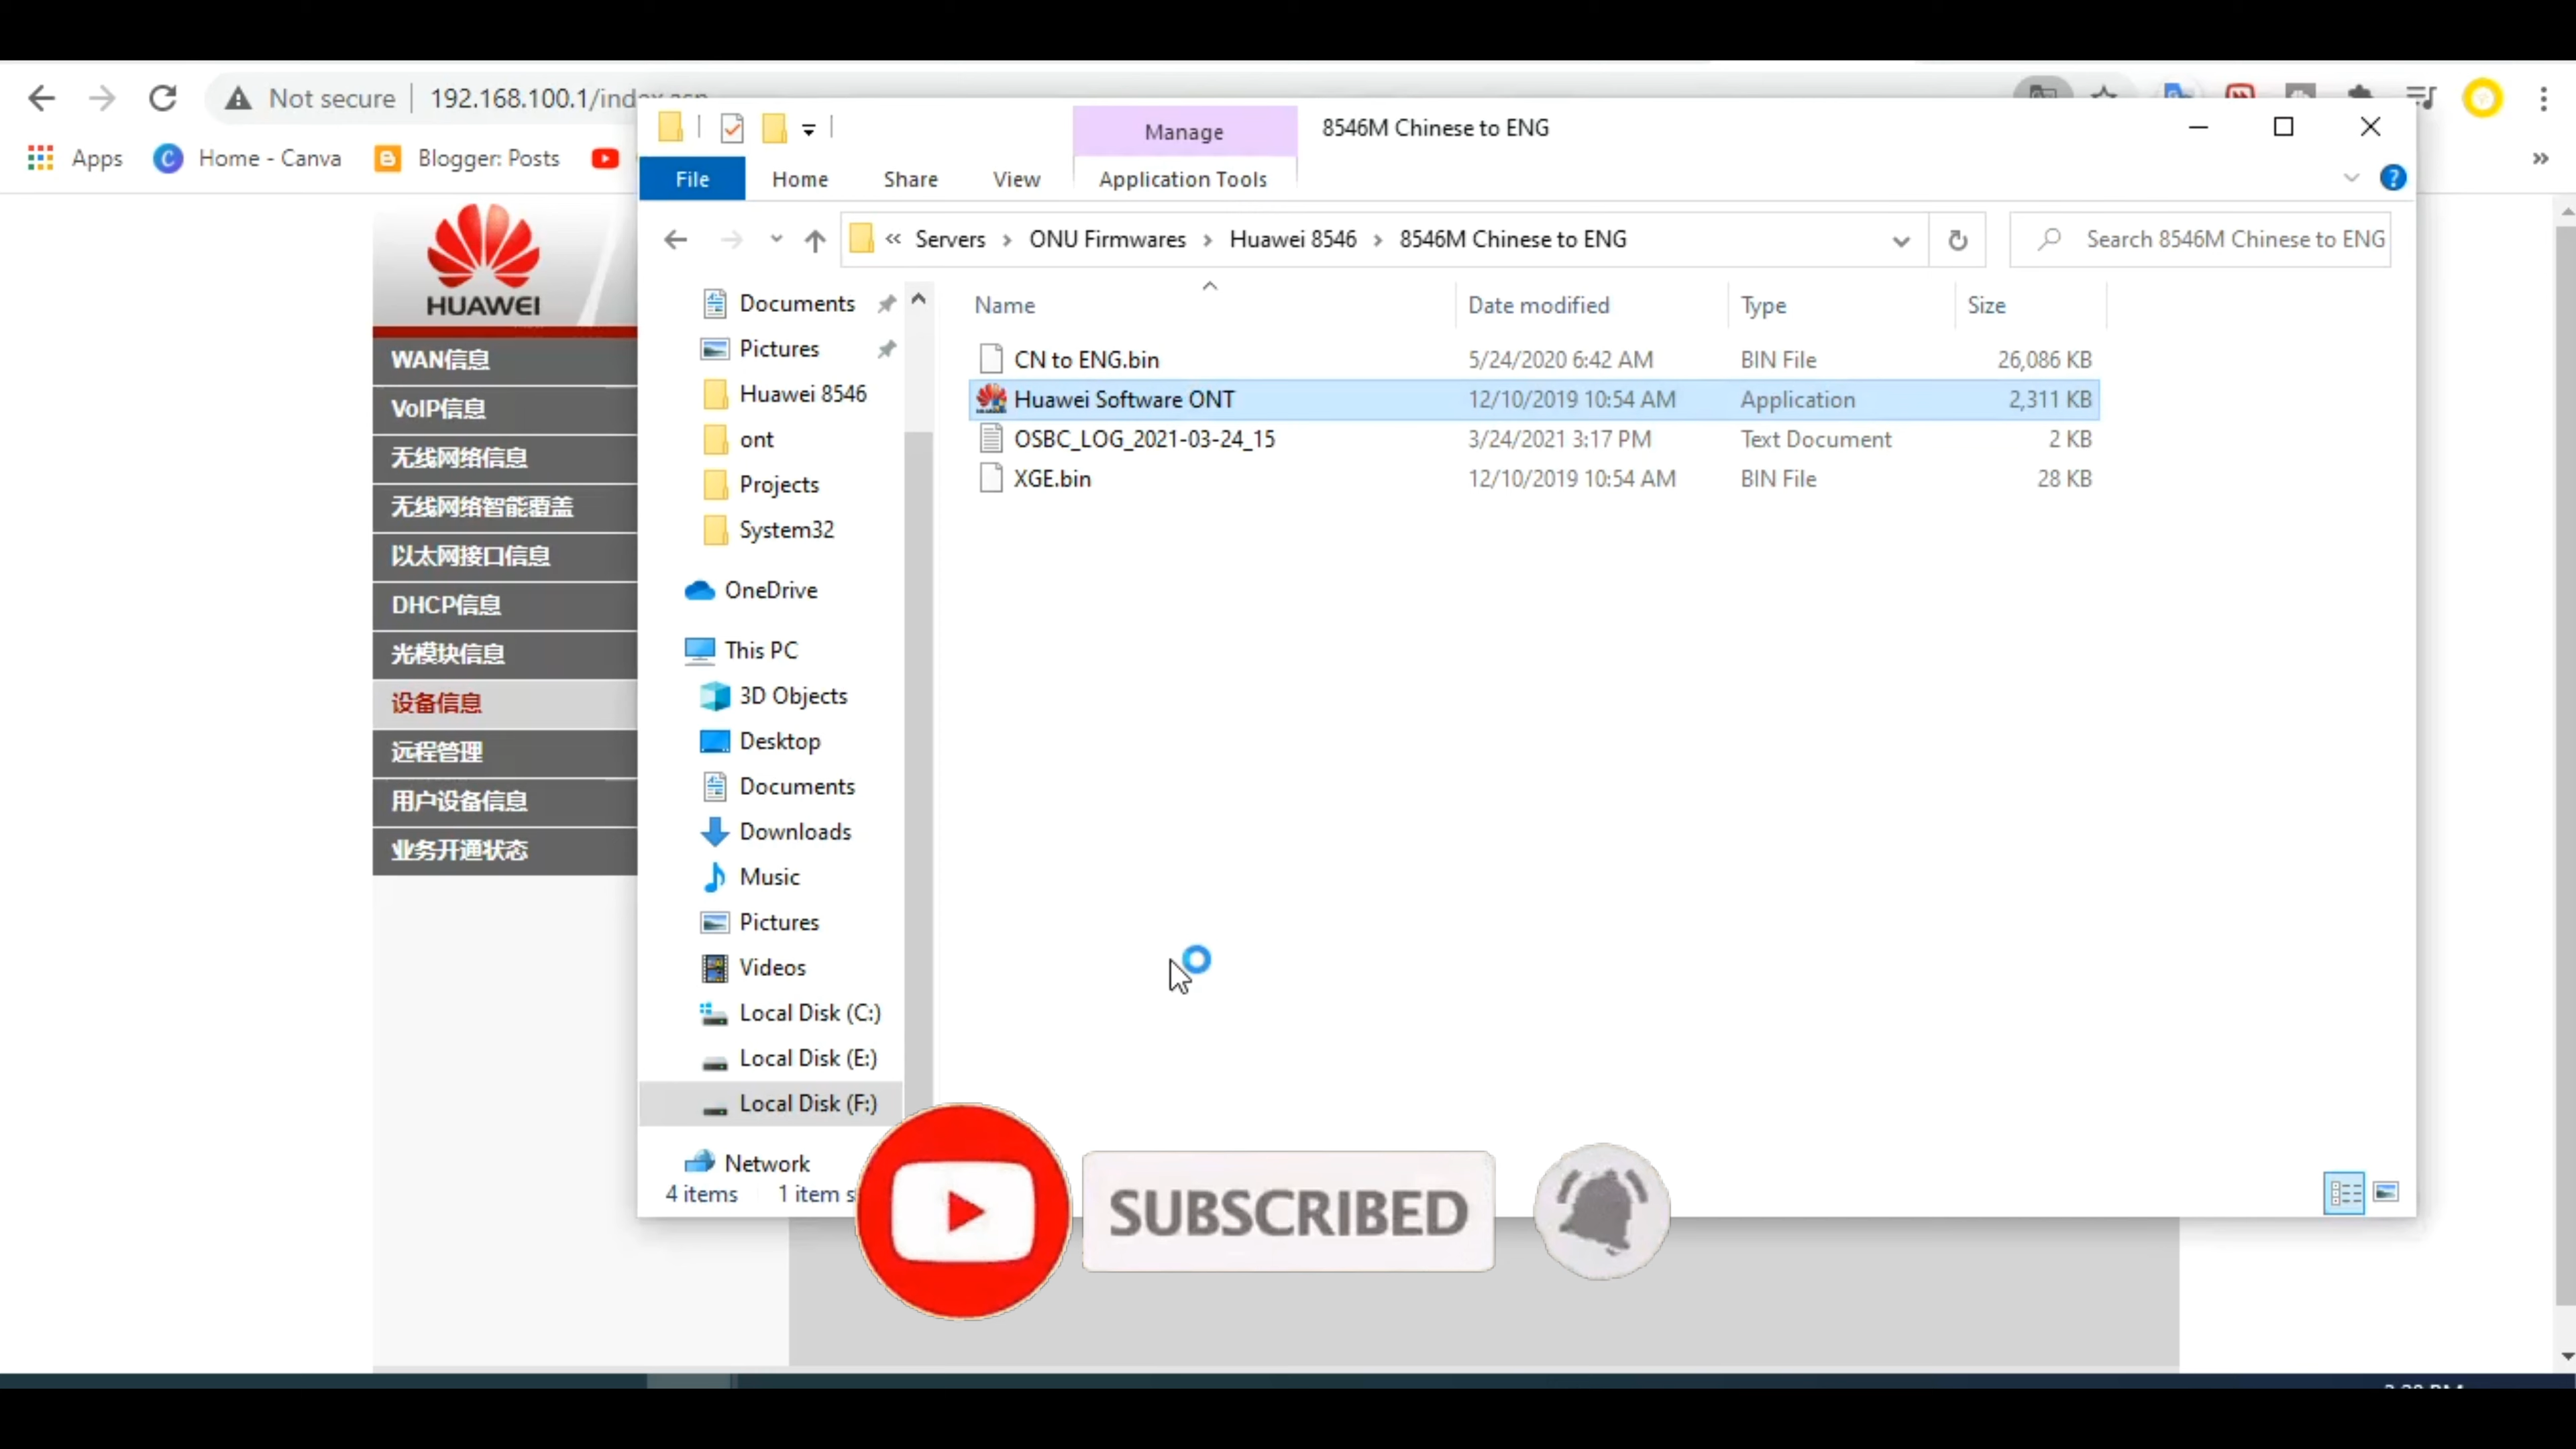 Not secure
192.168.100.1/index.asp
Apps
Home - Canva
Blogger: Posts
HUAWEI
WAN信息
VoIP信息
无线网络信息
无线网络智能覆盖
以太网接口信息
DHCP信息
光模块信息
设备信息
远程管理
用户设备信息
业务开通状态
Manage
8546M Chinese to ENG
File
Home
Share
View
Application Tools
« Servers › ONU Firmwares › Huawei 8546 › 8546M Chinese to ENG
Search 8546M Chinese to ENG
Documents
Pictures
Huawei 8546
ont
Projects
System32
OneDrive
This PC
3D Objects
Desktop
Documents
Downloads
Music
Pictures
Videos
Local Disk (C:)
Local Disk (E:)
Local Disk (F:)
Network
Name Date modified Type Size
CN to ENG.bin 5/24/2020 6:42 AM BIN File 26,086 KB
Huawei Software ONT 12/10/2019 10:54 AM Application 2,311 KB
OSBC_LOG_2021-03-24_15 3/24/2021 3:17 PM Text Document 2 KB
XGE.bin 12/10/2019 10:54 AM BIN File 28 KB
4 items 1 item s
SUBSCRIBED